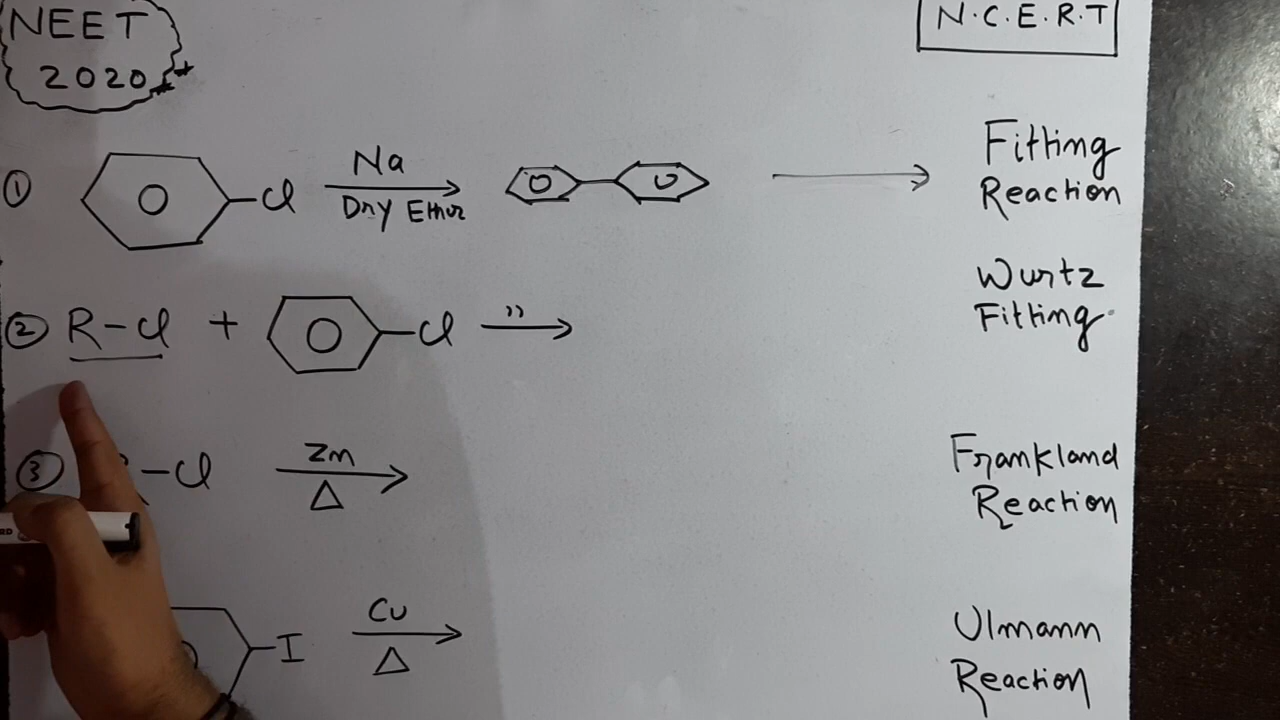 NEET
2020
N.C.E.R.T
① Cl Na Dry Ether
Fitting
Reaction
② R-Cl + Cl ,,
Wurtz
Fitting
③ -Cl Zn Δ
Frankland
Reaction
I Cu Δ
Ulmann
Reaction